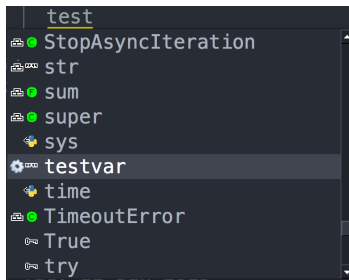 test
StopAsyncIteration
str
sum
super
sys
testvar
time
TimeoutError
True
try